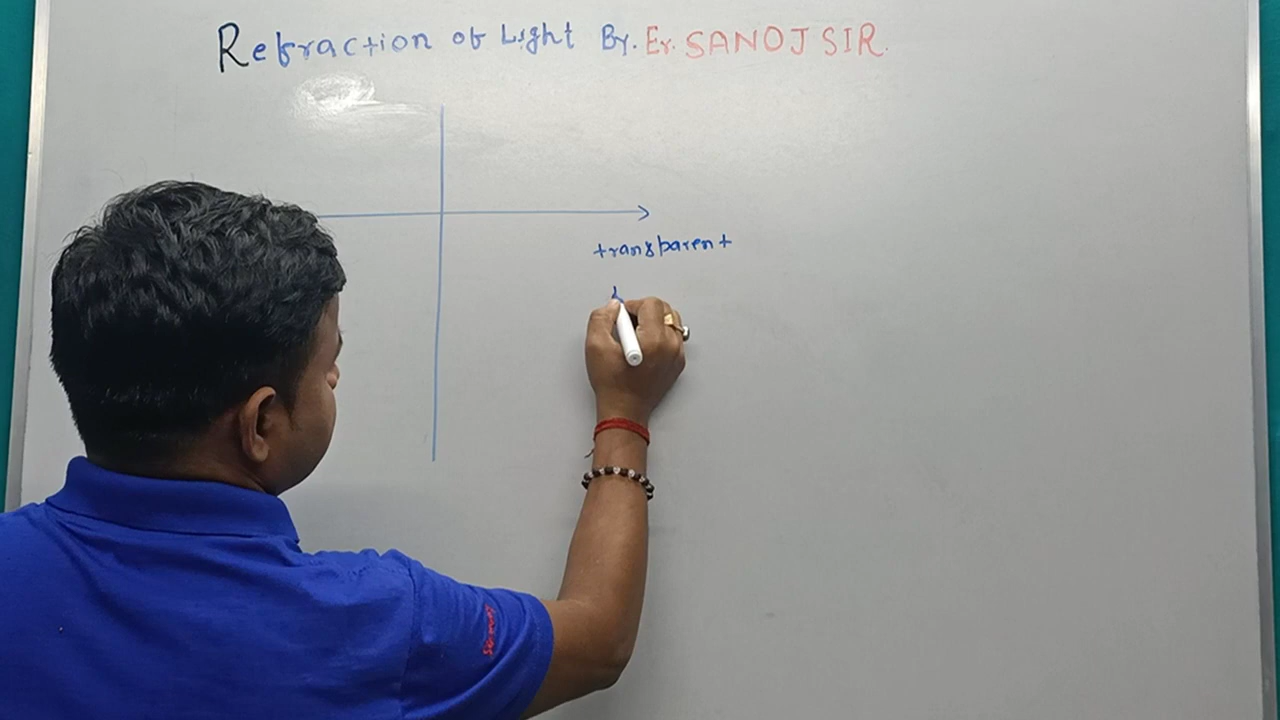 Refraction of Light By. Er. SANOJ SIR.
transparent